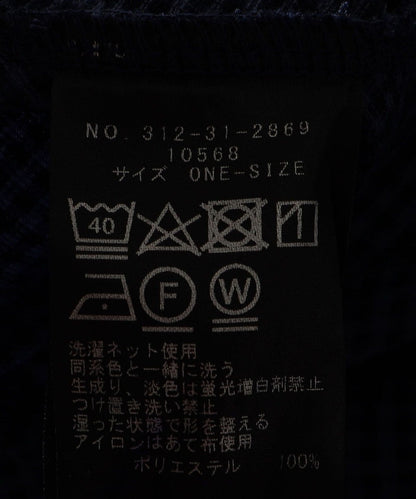 NO. 312-31-2869
10568
サイズ ONE-SIZE
40
F W
洗濯ネット使用
同系色と一緒に洗う
生成り、淡色は蛍光増白剤禁止
つけ置き洗い禁止
湿った状態で形を整える
アイロンはあて布使用
ポリエステル 100%